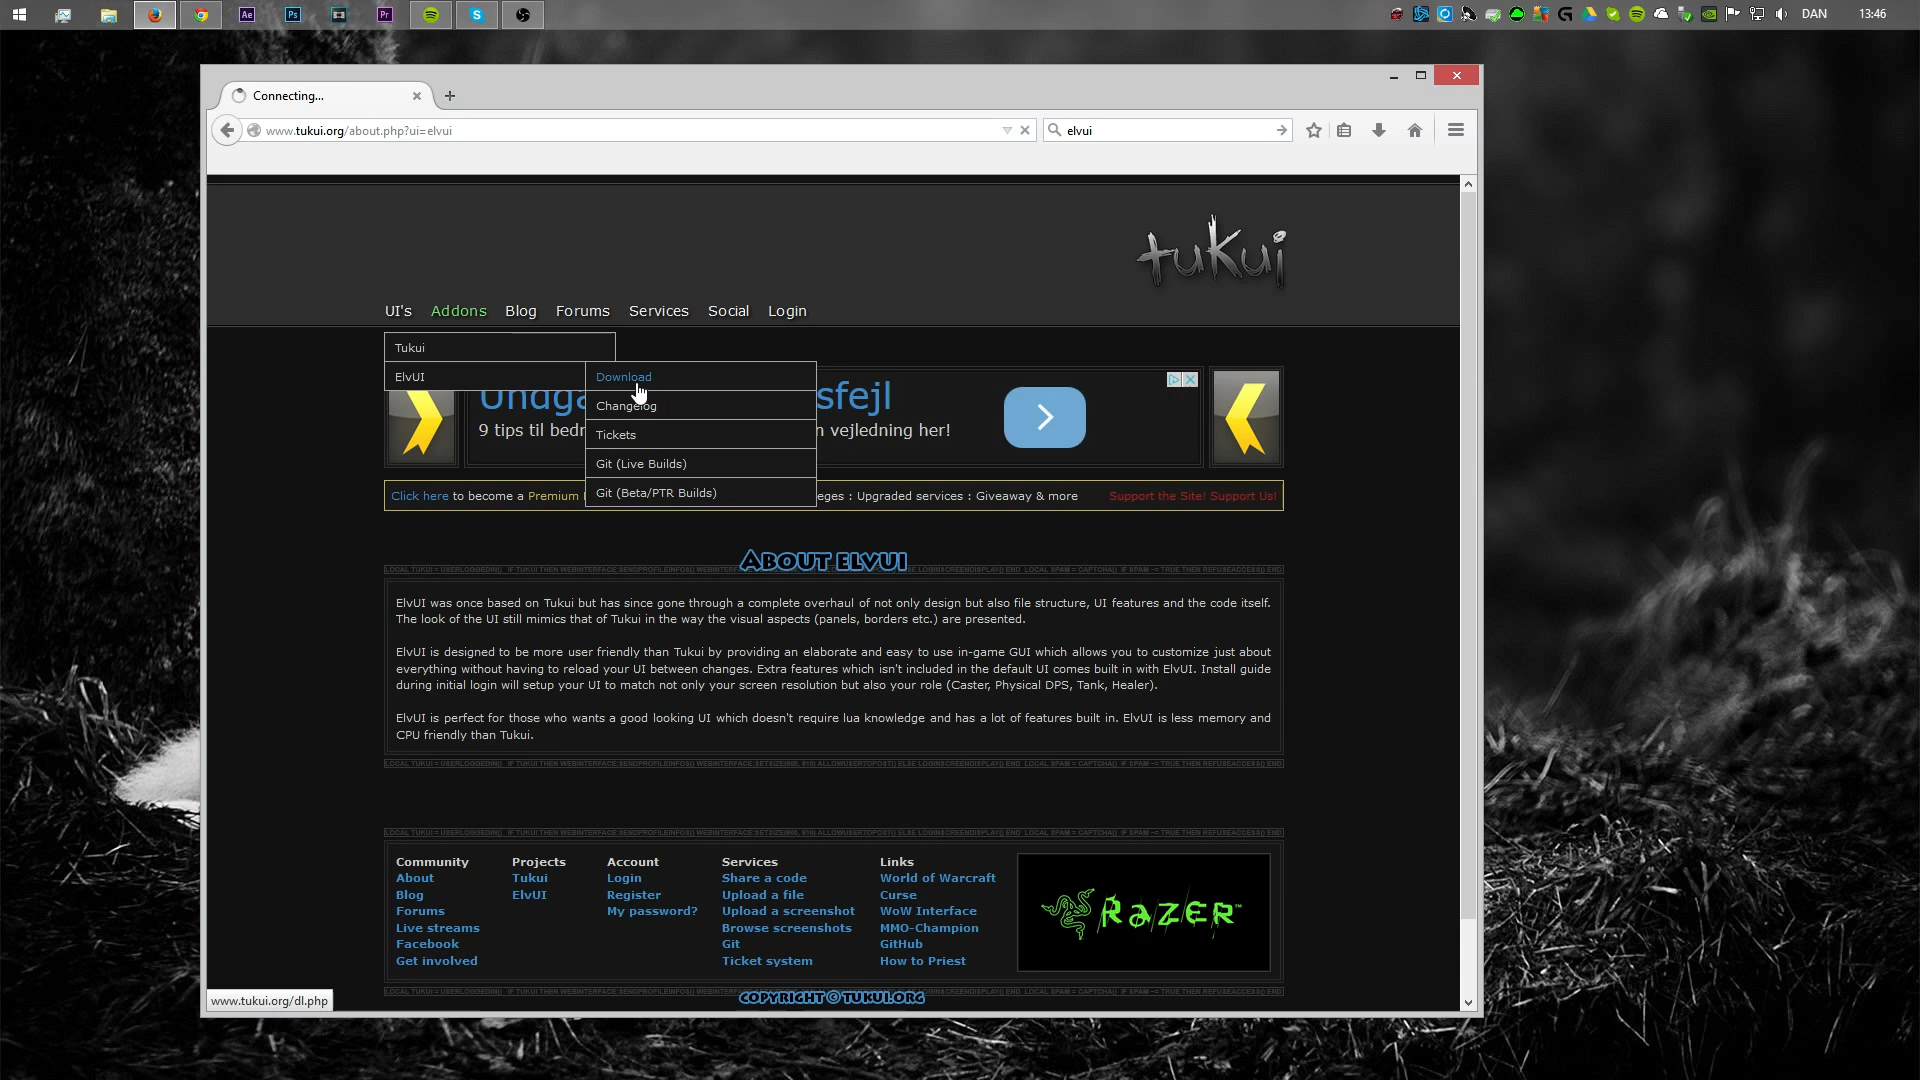 Ae
Ps
Pr
DAN
13:46
Connecting...
www.tukui.org/about.php?ui=elvui
elvui
tukui
UI's
Addons
Blog
Forums
Services
Social
Login
Tukui
ElvUI
Download
Changelog
Tickets
Git (Live Builds)
Git (Beta/PTR Builds)
sfejl
9 tips til bedr
n vejledning her!
Click here to become a Premium
eges : Upgraded services : Giveaway & more
Support the Site! Support Us!
About elvui
ElvUI was once based on Tukui but has since gone through a complete overhaul of not only design but also file structure, UI features and the code itself.
The look of the UI still mimics that of Tukui in the way the visual aspects (panels, borders etc.) are presented.
ElvUI is designed to be more user friendly than Tukui by providing an elaborate and easy to use in-game GUI which allows you to customize just about
everything without having to reload your UI between changes. Extra features which isn't included in the default UI comes built in with ElvUI. Install guide
during initial login will setup your UI to match not only your screen resolution but also your role (Caster, Physical DPS, Tank, Healer).
ElvUI is perfect for those who wants a good looking UI which doesn't require lua knowledge and has a lot of features built in. ElvUI is less memory and
CPU friendly than Tukui.
Community
About
Blog
Forums
Live streams
Facebook
Get involved
Projects
Tukui
ElvUI
Account
Login
Register
My password?
Services
Share a code
Upload a file
Upload a screenshot
Browse screenshots
Git
Ticket system
Links
World of Warcraft
Curse
WoW Interface
MMO-Champion
GitHub
How to Priest
RAZER™
www.tukui.org/dl.php
copyright © tukui.org